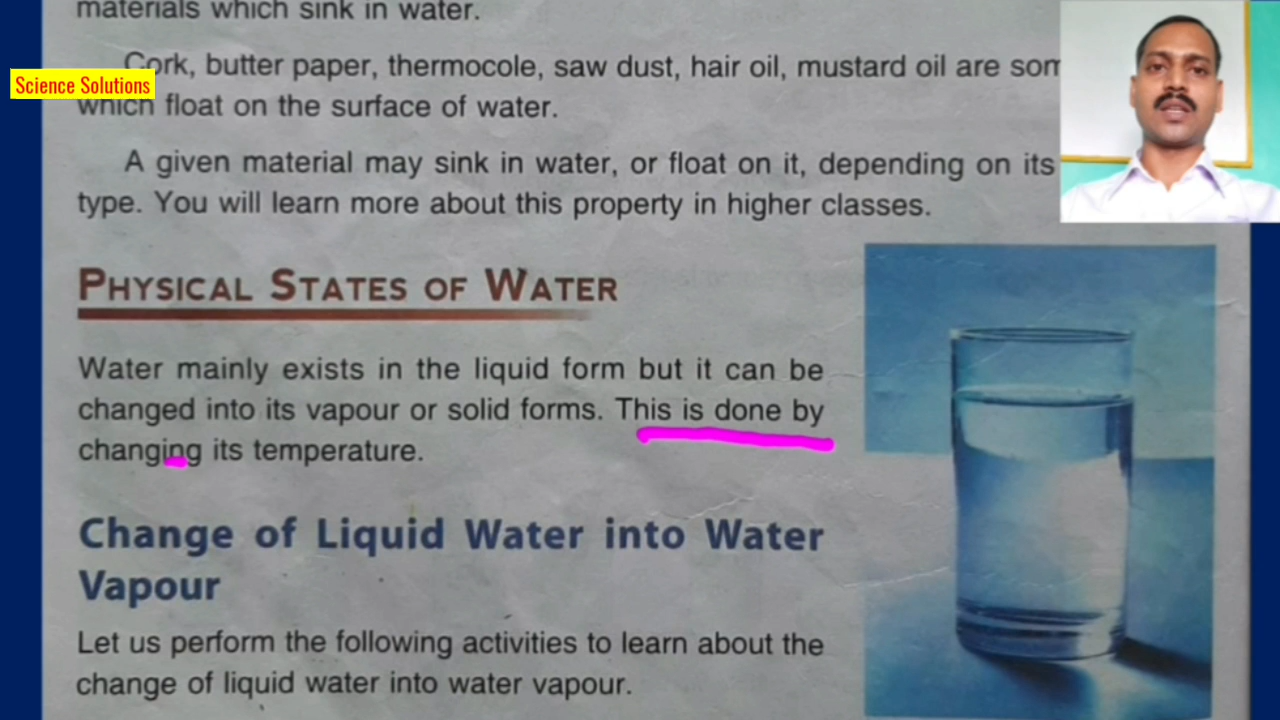 materials which sink in water.
Science Solutions
Cork, butter paper, thermocole, saw dust, hair oil, mustard oil are
which float on the surface of water.
A given material may sink in water, or float on it, depending on its
type. You will learn more about this property in higher classes.
PHYSICAL STATES OF WATER
Water mainly exists in the liquid form but it can be
changed into its vapour or solid forms. This is done by
changing its temperature.
Change of Liquid Water into Water
Vapour
Let us perform the following activities to learn about the
change of liquid water into water vapour.